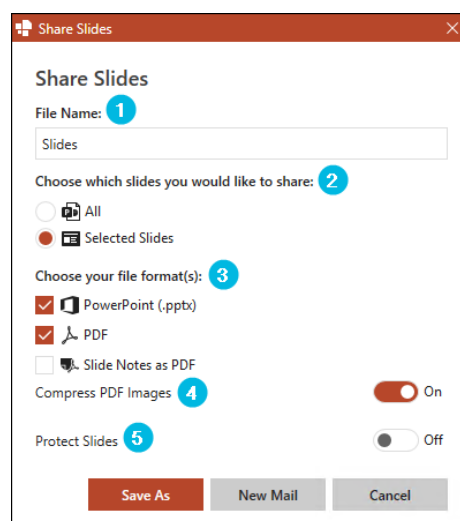 Share Slides
Share Slides
File Name: 1
Slides
Choose which slides you would like to share: 2
All
Selected Slides
Choose your file format(s): 3
PowerPoint (.pptx)
PDF
Slide Notes as PDF
Compress PDF Images 4 On
Protect Slides 5 Off
Save As New Mail Cancel